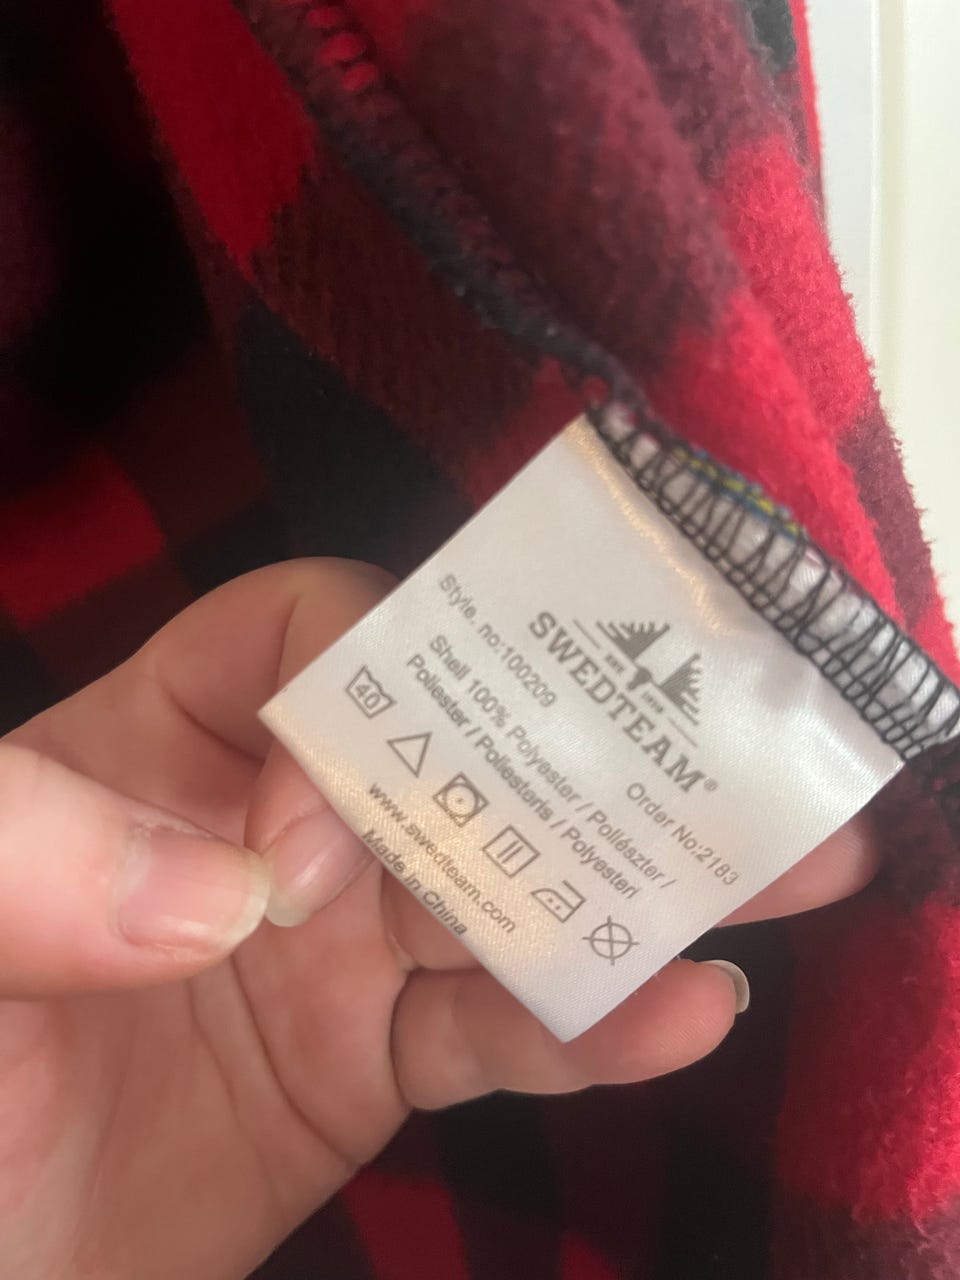 EST 1919
SWEDTEAM®
Style. no:100209 Order No:2183
Shell 100% Polyester / Poliészter /
Poliester / Poliesteris / Polyesteri
40
www.swedteam.com
Made in China